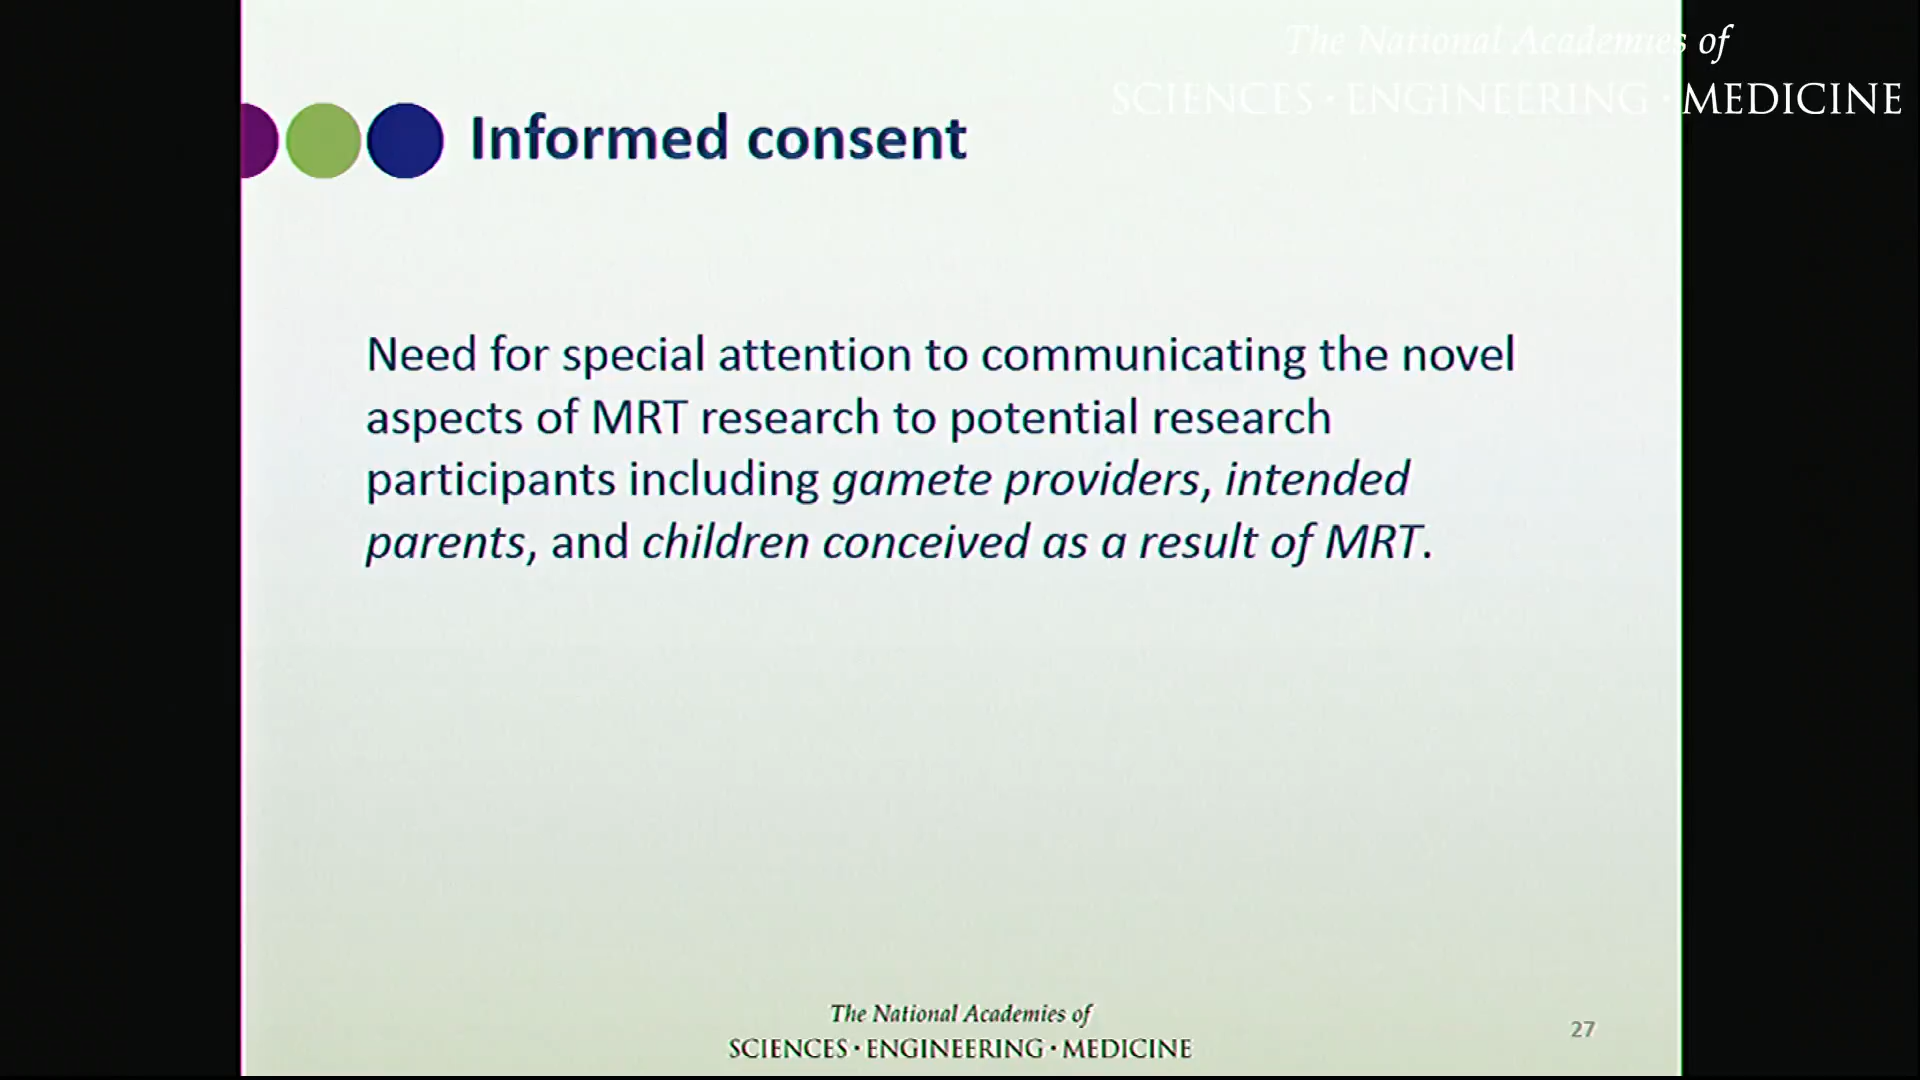 The National Academies of
SCIENCES · ENGINEERING · MEDICINE
Informed consent
Need for special attention to communicating the novel
aspects of MRT research to potential research
participants including gamete providers, intended
parents, and children conceived as a result of MRT.
The National Academies of
SCIENCES · ENGINEERING · MEDICINE
27